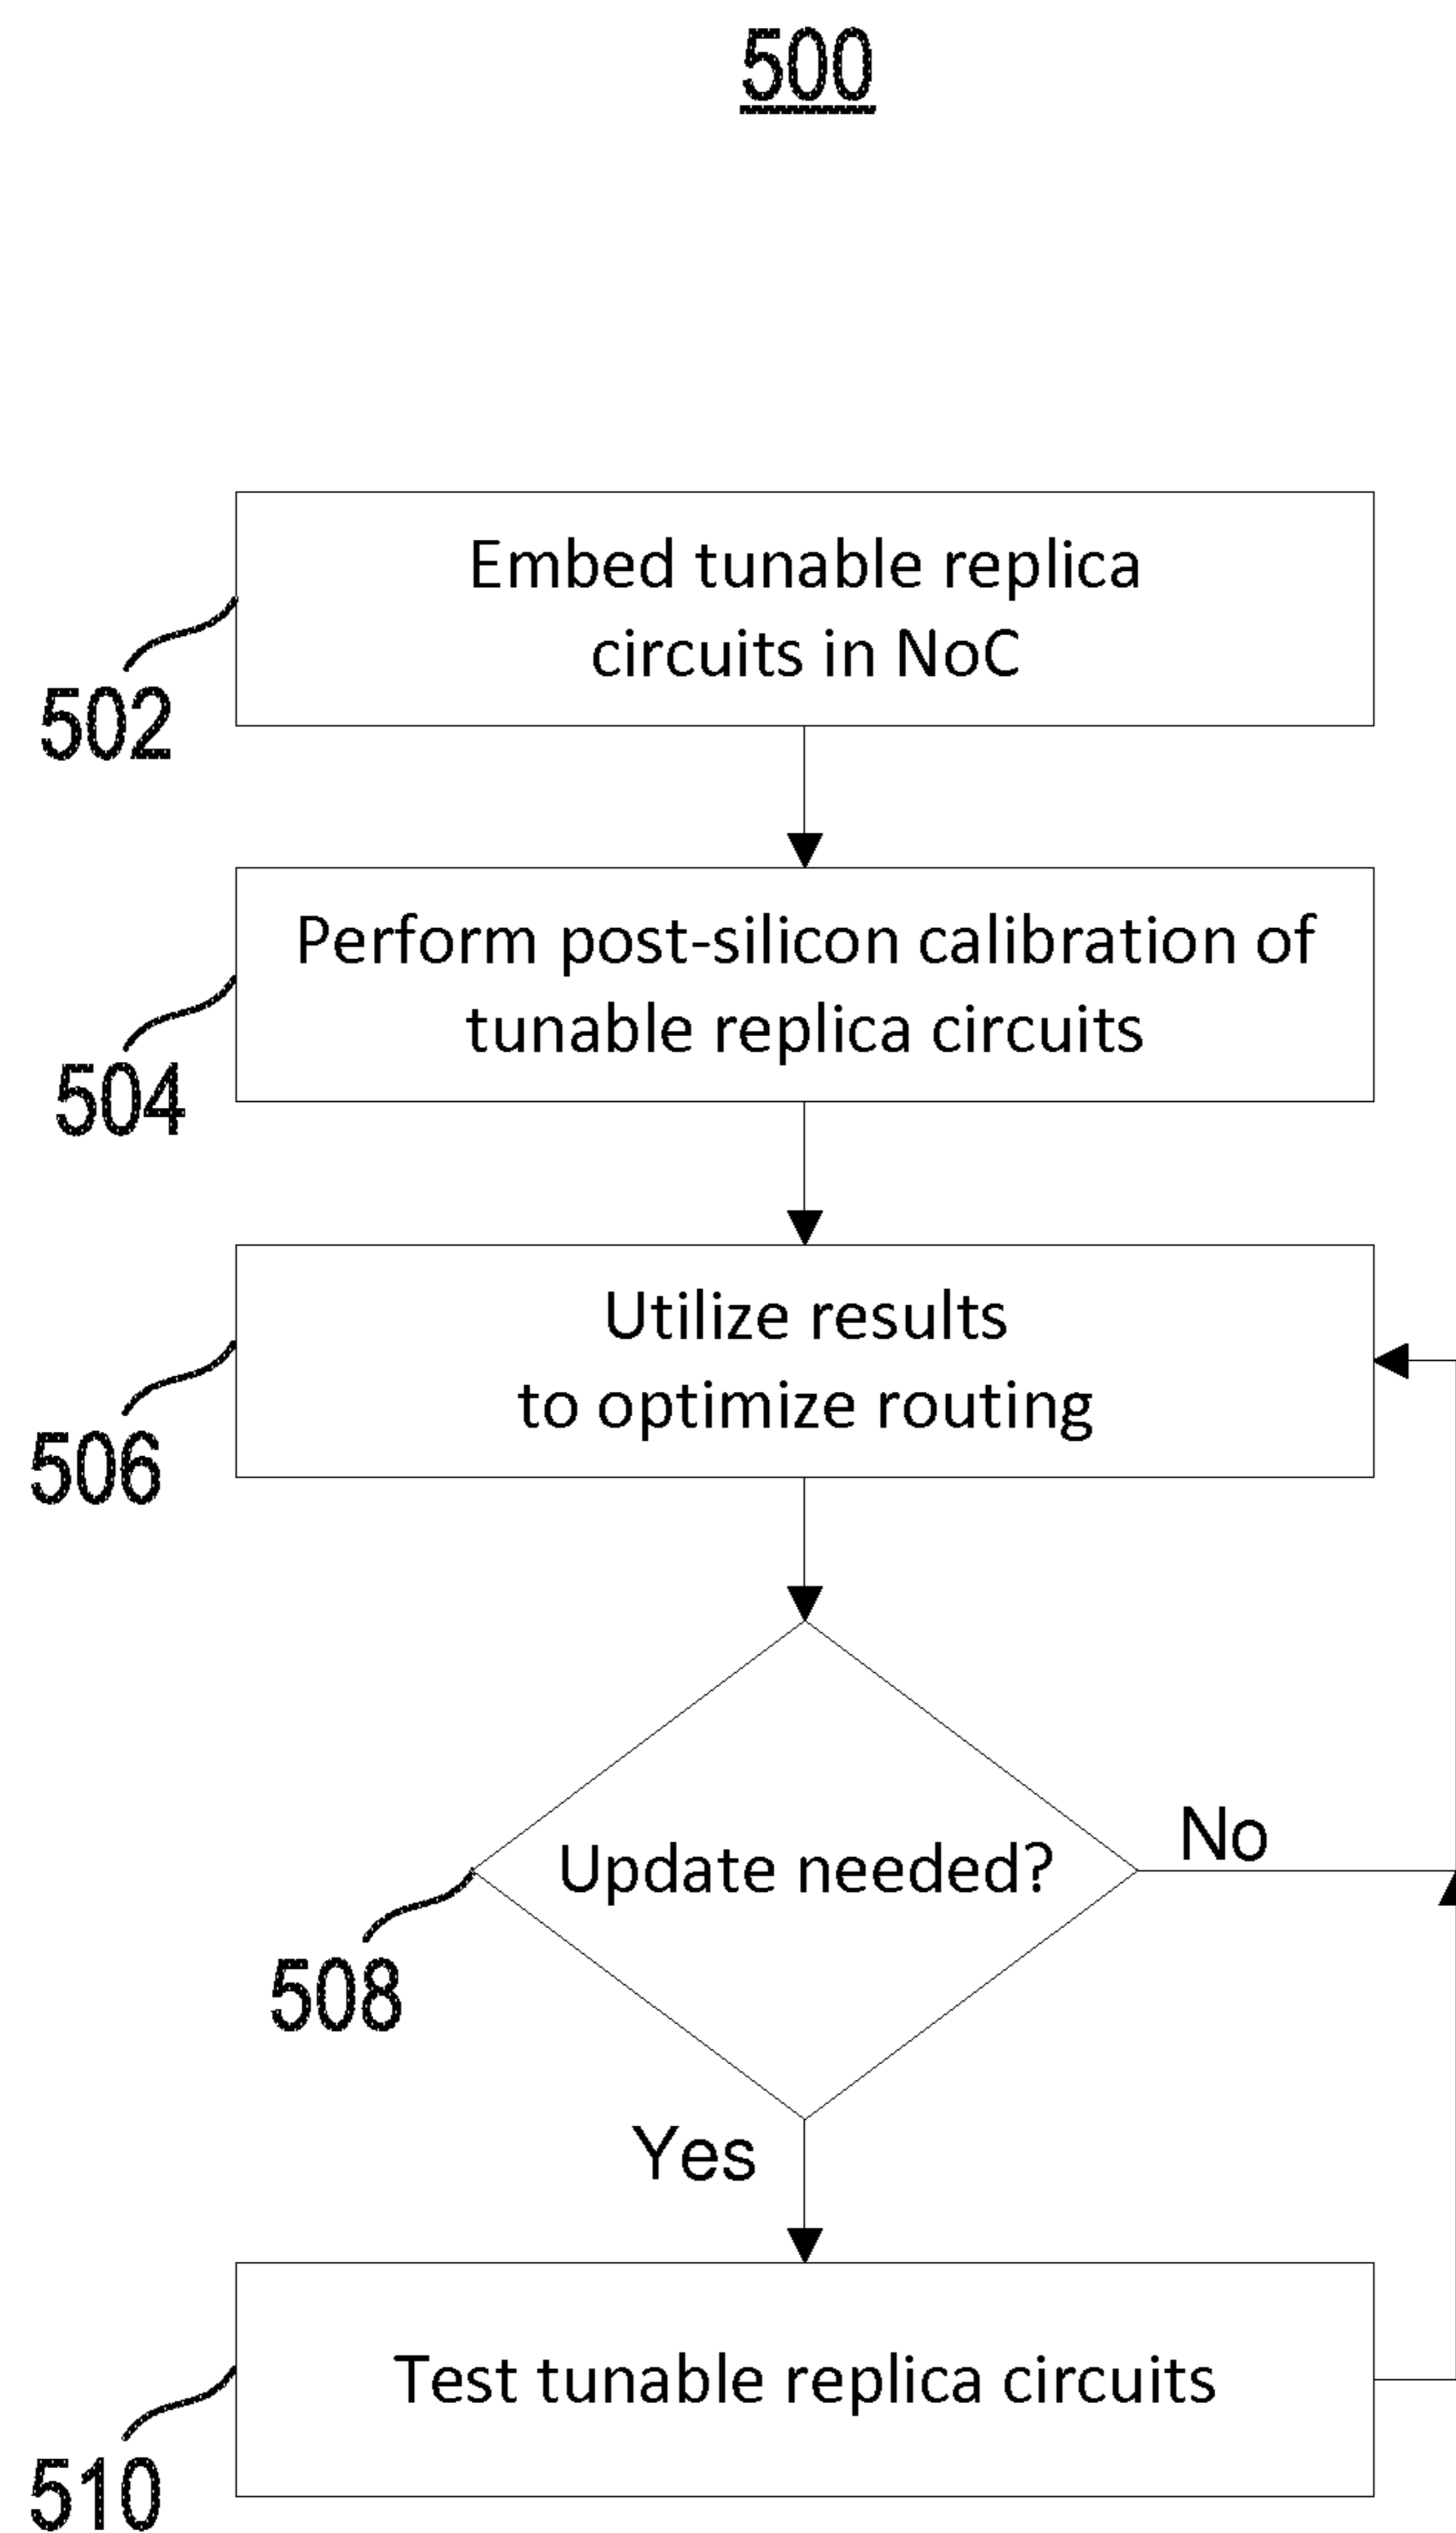 500
Embed tunable replica
circuits in NoC
502
Perform post-silicon calibration of
tunable replica circuits
504
Utilize results
to optimize routing
506
Update needed?
No
508
Yes
Test tunable replica circuits
510